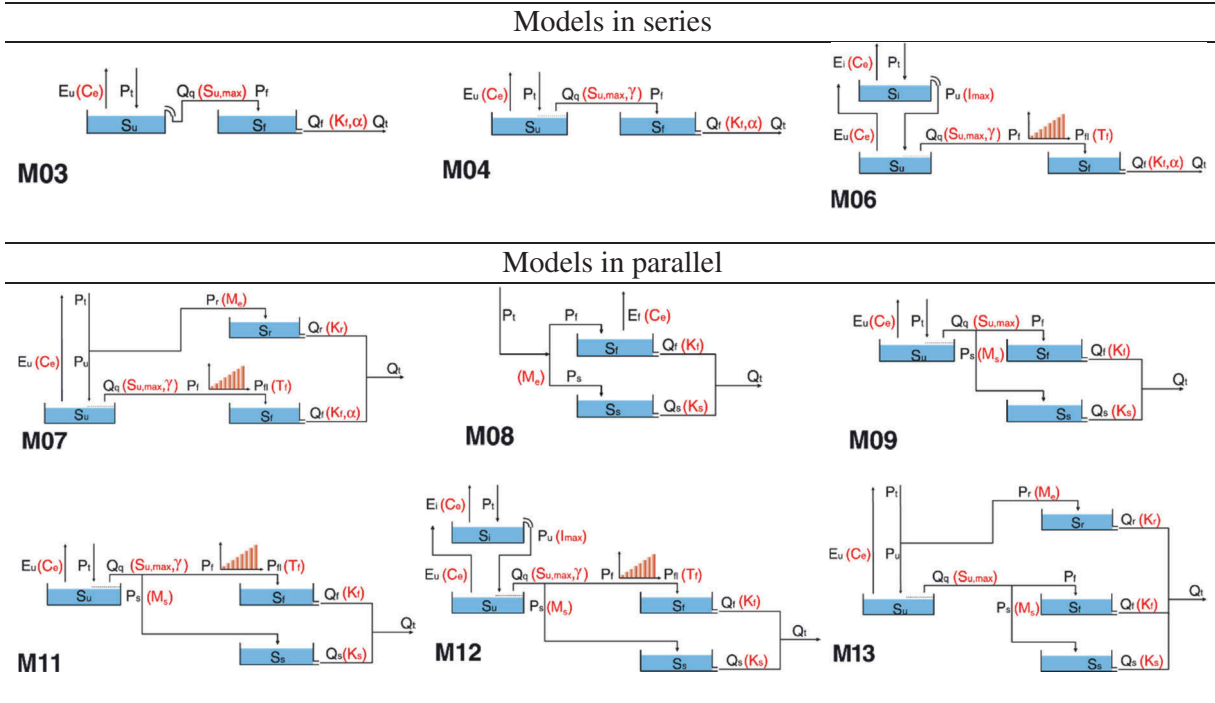 Models in series
Eu (Ce) Pt Qq (Su,max) Pf
Su Sf Qf (Kf,α) Qt
M03
Eu (Ce) Pt Qq (Su,max,γ) Pf
Su Sf Qf (Kf,α) Qt
M04
Ei (Ce) Pt
Si Pu (Imax)
Eu (Ce) Qq (Su,max,γ) Pf Pfl (Tf)
Su Sf Qf (Kf,α) Qt
M06
Models in parallel
Pt Pr (Me)
Sr Qr (Kr)
Eu (Ce) Pu Qt
Qq (Su,max,γ) Pf Pfl (Tf)
Su Sf Qf (Kf,α)
M07
Pt Pf Ef (Ce)
Sf Qf (Kf)
(Me) Ps Qt
Ss Qs (Ks)
M08
Eu (Ce) Pt Qq (Su,max) Pf
Su Ps (Ms) Sf Qf (Kf)
Qt
Ss Qs (Ks)
M09
Eu (Ce) Pt Qq (Su,max,γ) Pf Pfl (Tf)
Su Ps (Ms) Sf Qf (Kf)
Qt
Ss Qs (Ks)
M11
Ei (Ce) Pt
Si Pu (Imax)
Eu (Ce) Qq (Su,max,γ) Pf Pfl (Tf)
Su Ps (Ms) Sf Qf (Kf)
Qt
Ss Qs (Ks)
M12
Pt Pr (Me)
Sr Qr (Kr)
Eu (Ce) Pu
Qq (Su,max) Pf Qt
Su Ps (Ms) Sf Qf (Kf)
Ss Qs (Ks)
M13